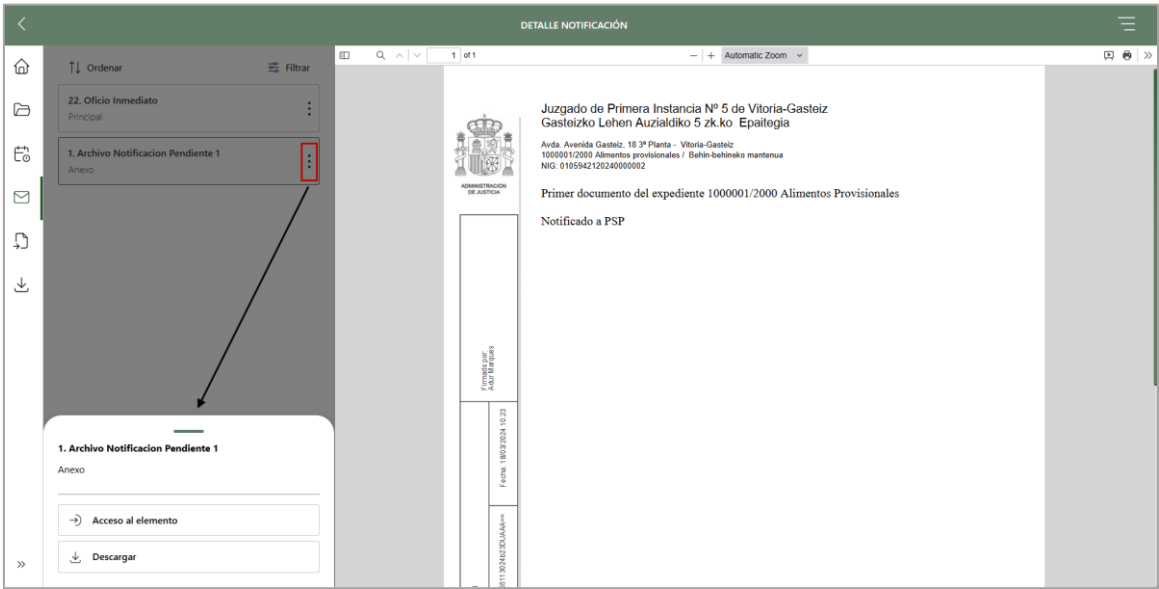 DETALLE NOTIFICACIÓN
Ordenar
Filtrar
22. Oficio Inmediato
Principal
1. Archivo Notificacion Pendiente 1
Anexo
1. Archivo Notificacion Pendiente 1
Anexo
Acceso al elemento
Descargar
1 of 1
Automatic Zoom
ADMINISTRACION
DE JUSTICIA
Juzgado de Primera Instancia Nº 5 de Vitoria-Gasteiz
Gasteizko Lehen Auzialdiko 5 zk.ko Epaitegia
Avda. Avenida Gasteiz, 18 3ª Planta - Vitoria-Gasteiz
1000001/2000 Alimentos provisionales / Behin-behineko mantenua
NIG: 0105942120240000002
Primer documento del expediente 1000001/2000 Alimentos Provisionales
Notificado a PSP
Firmado por:
Adur Marques
Fecha: 18/03/2024 10:23